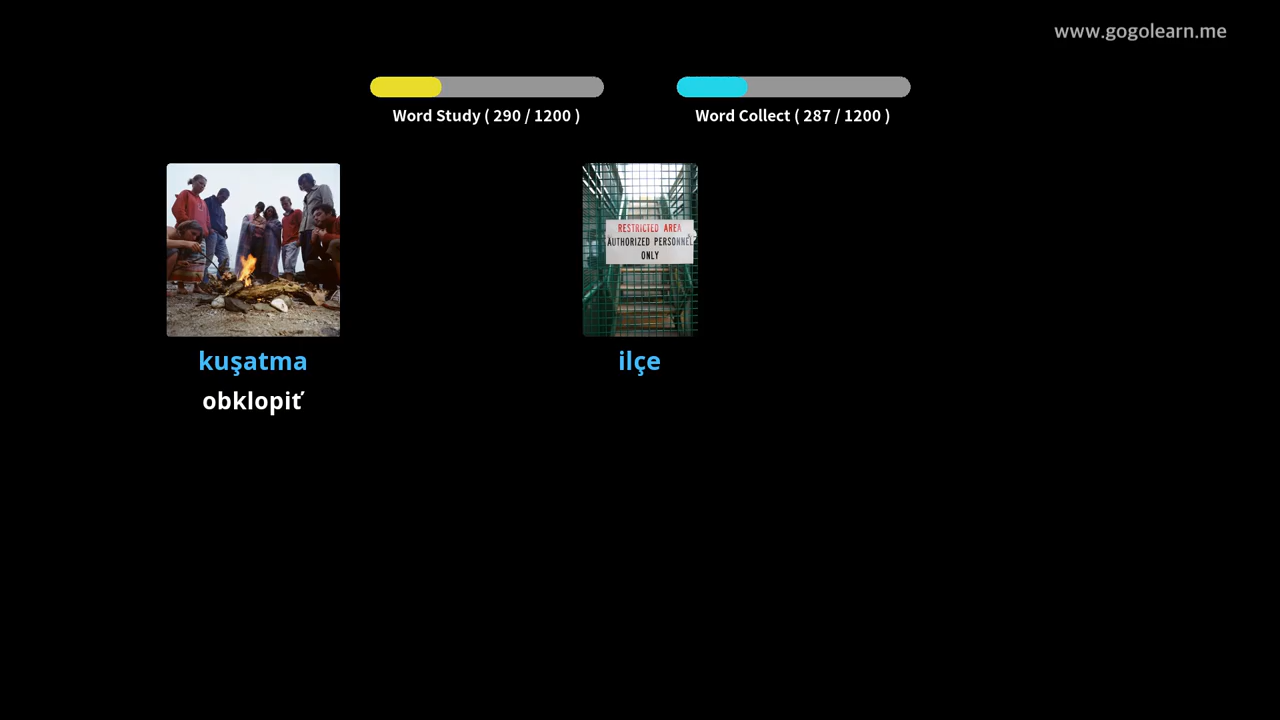 www.gogolearn.me
Word Study ( 290 / 1200 )
Word Collect ( 287 / 1200 )
RESTRICTED AREA
AUTHORIZED PERSONNEL
ONLY
kuşatma
ilçe
obklopiť